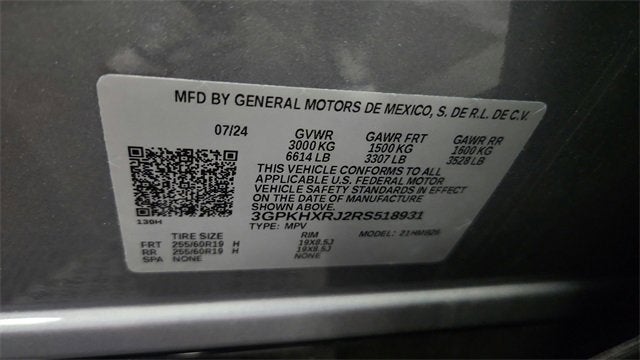 MFD BY GENERAL MOTORS DE MEXICO, S. DE R.L. DE C.V.
07/24 GVWR GAWR FRT GAWR RR
3000 KG 1500 KG 1600 KG
6614 LB 3307 LB 3528 LB
THIS VEHICLE CONFORMS TO ALL
APPLICABLE U.S. FEDERAL MOTOR
VEHICLE SAFETY STANDARDS IN EFFECT
ON THE DATE OF MANUFACTURE
SHOWN ABOVE.
3GPKHXRJ2RS518931
130H TYPE: MPV MODEL:
TIRE SIZE RIM
FRT 255/60R19 H 19X8.5J
RR 255/60R19 H 19X8.5J
SPA NONE NONE